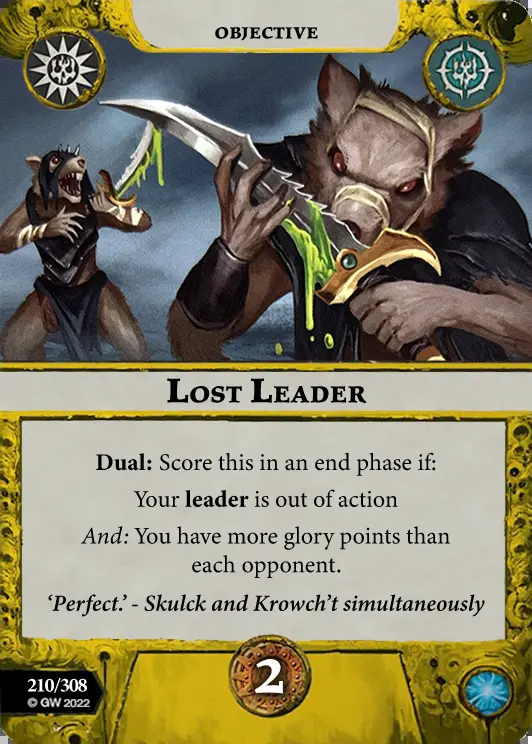 OBJECTIVE
LOST LEADER
Dual: Score this in an end phase if:
Your leader is out of action
And: You have more glory points than
each opponent.
‘Perfect.’ - Skulck and Krowch’t simultaneously
2
210/308
© GW 2022